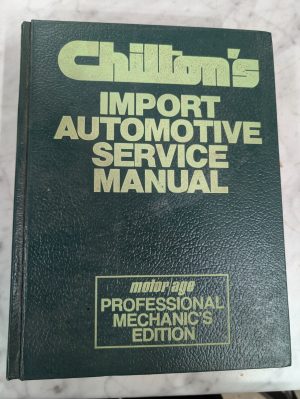 Chilton's
IMPORT
AUTOMOTIVE
SERVICE
MANUAL
motor/age
PROFESSIONAL
MECHANIC'S
EDITION